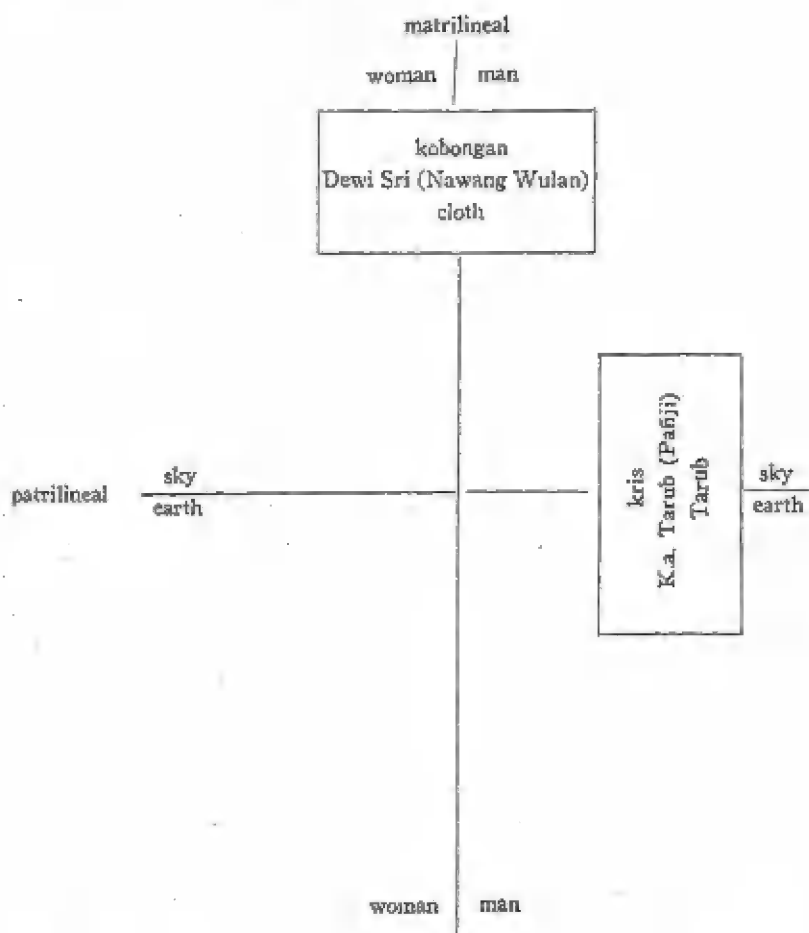 matrilineal
woman man
kobongan
Dewi Sri (Nawang Wulan)
cloth
kris
K.a. Tarub (Pañji)
Tarub
patrilineal
sky
earth
sky
earth
woman man